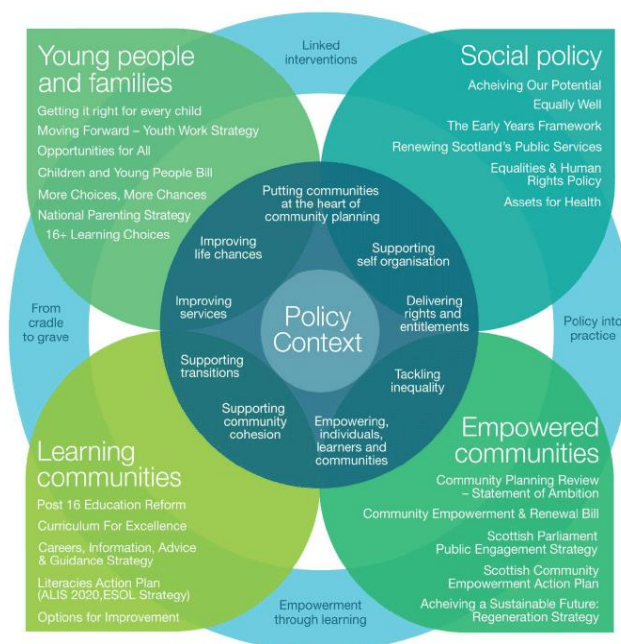 Young people
and families
Getting it right for every child
Moving Forward – Youth Work Strategy
Opportunities for All
Children and Young People Bill
More Choices, More Chances
National Parenting Strategy
16+ Learning Choices
Linked
interventions
Social policy
Acheiving Our Potential
Equally Well
The Early Years Framework
Renewing Scotland's Public Services
Equalities & Human
Rights Policy
Assets for Health
Putting communities
at the heart of
community planning
Improving
life chances
Supporting
self organisation
Improving
services
Delivering
rights and
entitlements
Policy
Context
From
cradle
to grave
Policy into
practice
Supporting
transitions
Tackling
inequality
Supporting
community
cohesion
Empowering,
individuals,
learners and
communities
Learning
communities
Post 16 Education Reform
Curriculum For Excellence
Careers, Information, Advice
& Guidance Strategy
Literacies Action Plan
(ALIS 2020,ESOL Strategy)
Options for Improvement
Empowered
communities
Community Planning Review
– Statement of Ambition
Community Empowerment & Renewal Bill
Scottish Parliament
Public Engagement Strategy
Scottish Community
Empowerment Action Plan
Acheiving a Sustainable Future:
Regeneration Strategy
Empowerment
through learning